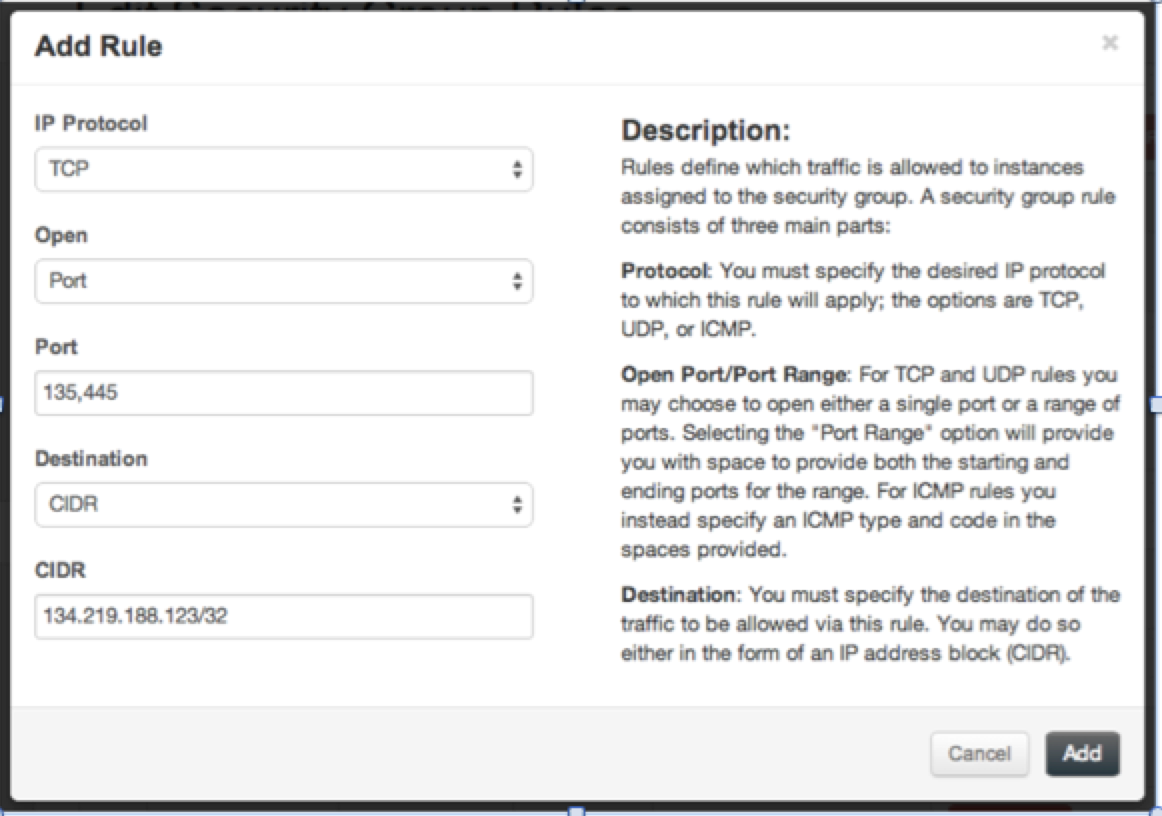 Add Rule
×
IP Protocol
TCP
Open
Port
Port
135,445
Destination
CIDR
CIDR
134.219.188.123/32
Description:
Rules define which traffic is allowed to instances
assigned to the security group. A security group rule
consists of three main parts:
Protocol: You must specify the desired IP protocol
to which this rule will apply; the options are TCP,
UDP, or ICMP.
Open Port/Port Range: For TCP and UDP rules you
may choose to open either a single port or a range of
ports. Selecting the "Port Range" option will provide
you with space to provide both the starting and
ending ports for the range. For ICMP rules you
instead specify an ICMP type and code in the
spaces provided.
Destination: You must specify the destination of the
traffic to be allowed via this rule. You may do so
either in the form of an IP address block (CIDR).
Cancel
Add